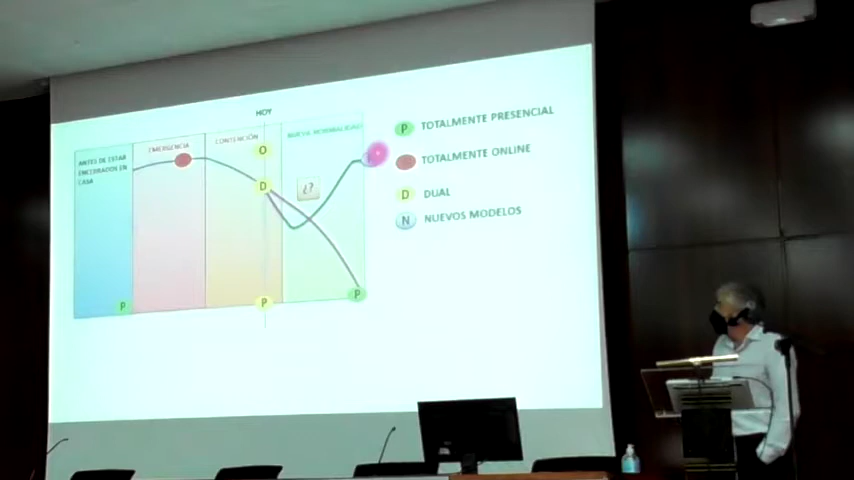 HOY
ANTES DE ESTAR
ENCERRADOS EN
CASA
EMERGENCIA
CONTENCIÓN
NUEVA NORMALIDAD
O
D
¿?
P
P
P
P TOTALMENTE PRESENCIAL
TOTALMENTE ONLINE
D DUAL
N NUEVOS MODELOS